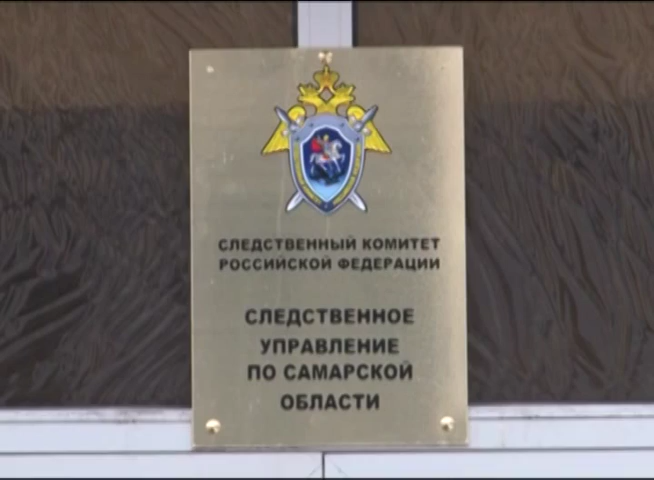 СЛЕДСТВЕННЫЙ КОМИТЕТ
РОССИЙСКОЙ ФЕДЕРАЦИИ
СЛЕДСТВЕННОЕ
УПРАВЛЕНИЕ
ПО САМАРСКОЙ
ОБЛАСТИ